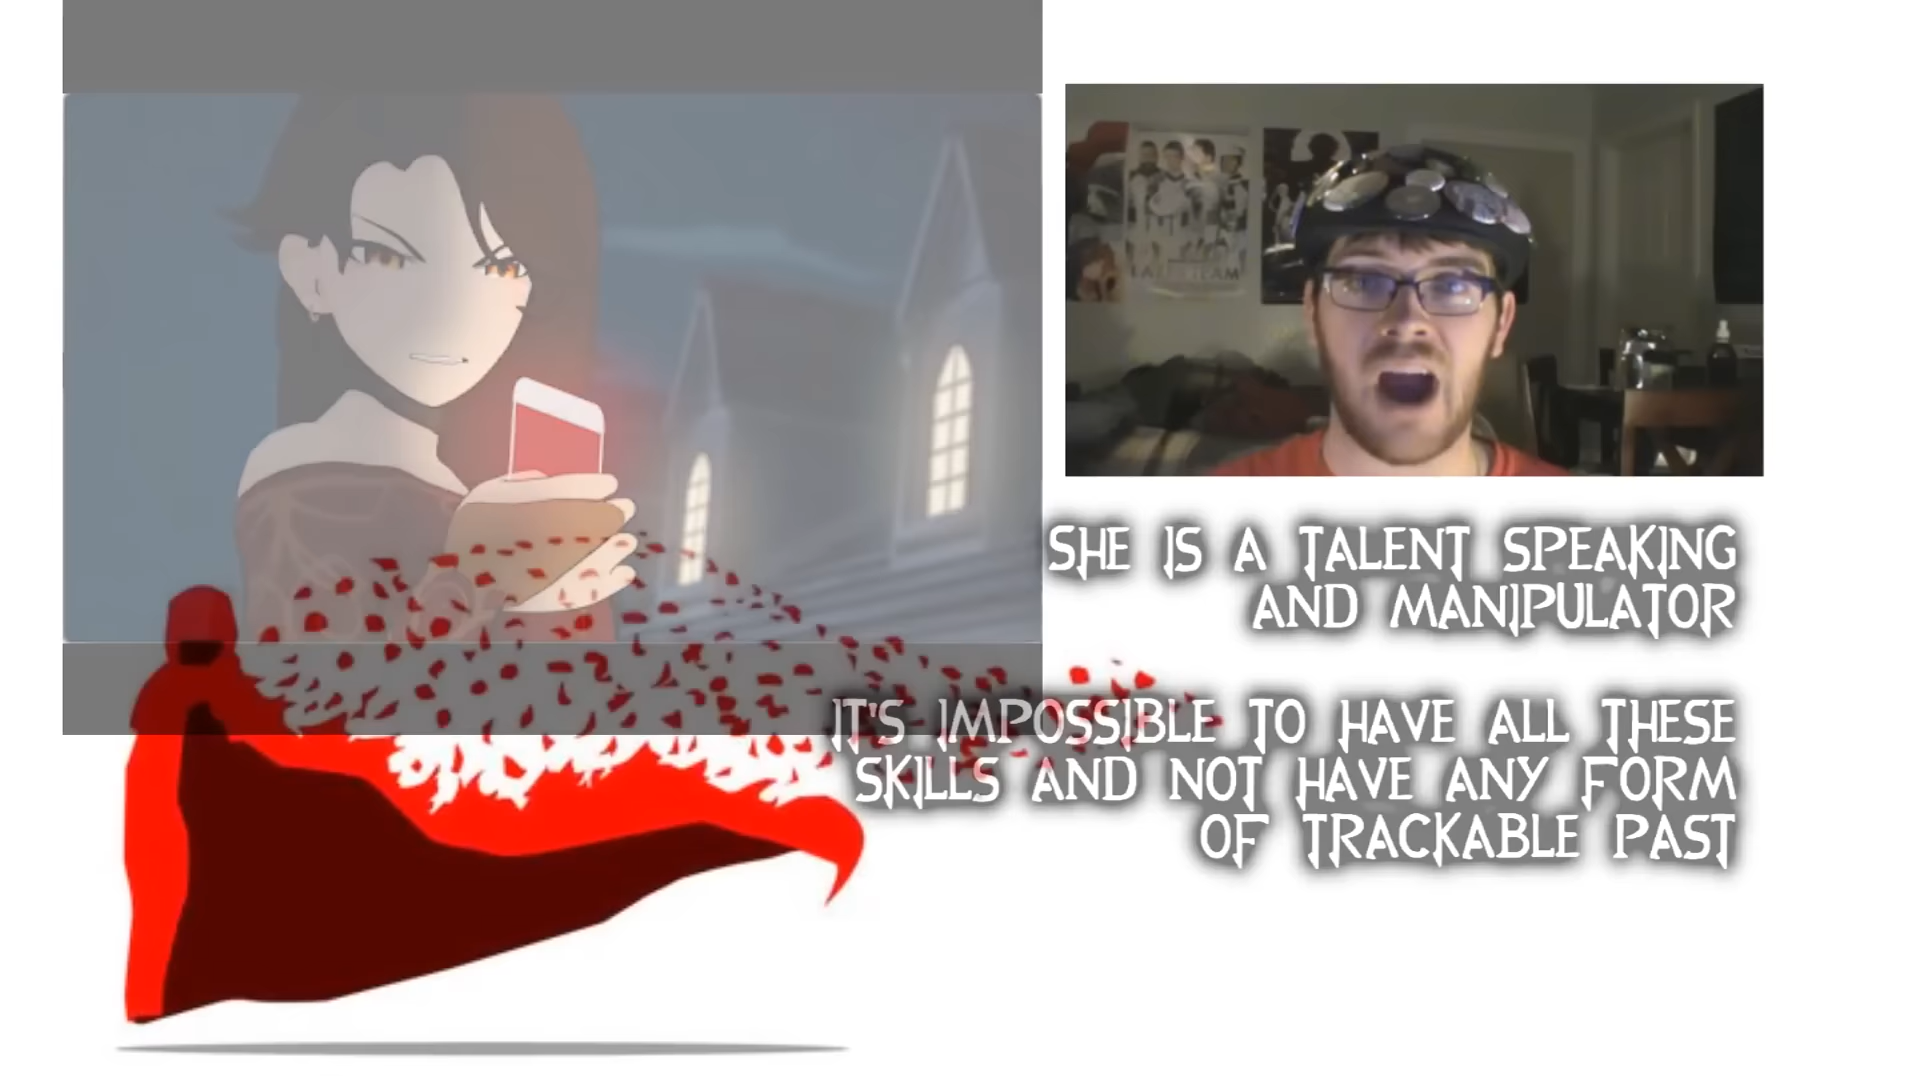 SHE IS A TALENT SPEAKING
AND MANIPULATOR
IT'S IMPOSSIBLE TO HAVE ALL THESE
SKILLS AND NOT HAVE ANY FORM
OF TRACKABLE PAST